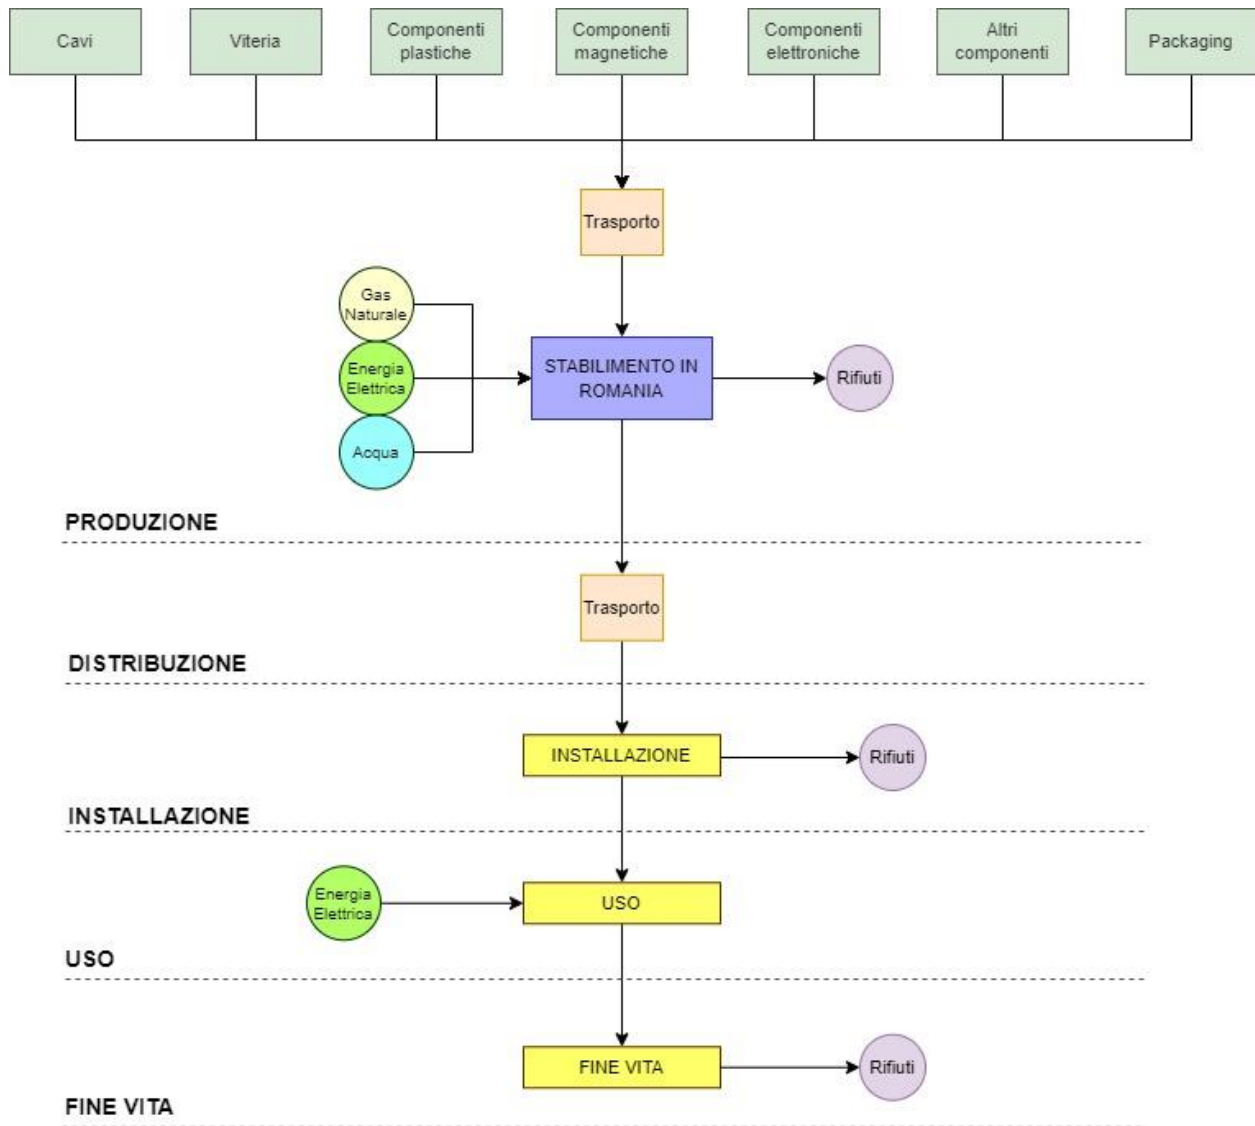 Cavi
Viteria
Componenti
plastiche
Componenti
magnetiche
Componenti
elettroniche
Altri
componenti
Packaging
Trasporto
Gas
Naturale
Energia
Elettrica
Acqua
STABILIMENTO IN
ROMANIA
Rifiuti
PRODUZIONE
Trasporto
DISTRIBUZIONE
INSTALLAZIONE
Rifiuti
INSTALLAZIONE
Energia
Elettrica
USO
USO
FINE VITA
Rifiuti
FINE VITA